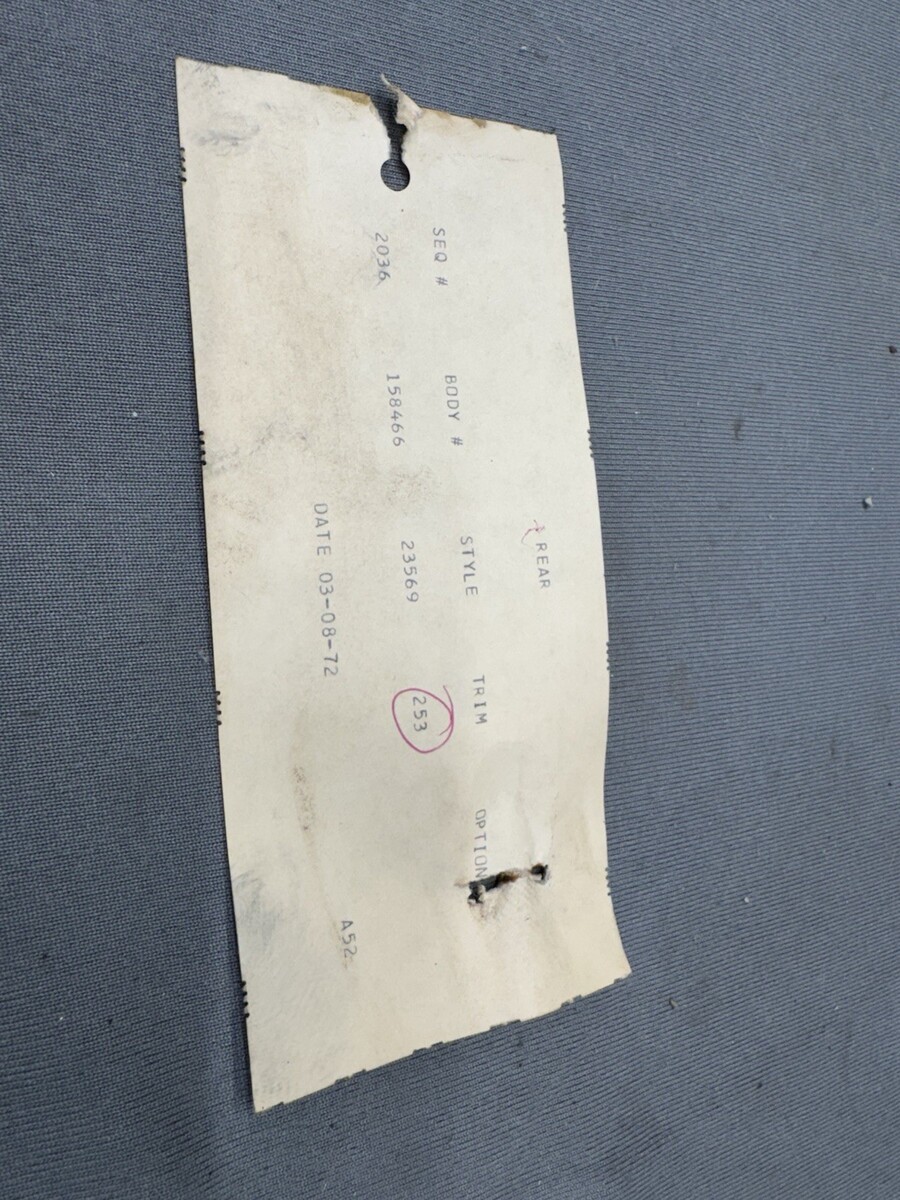 REAR
SEQ # BODY # STYLE TRIM OPTION
2036 158466 23569 253
DATE 03-08-72 A52